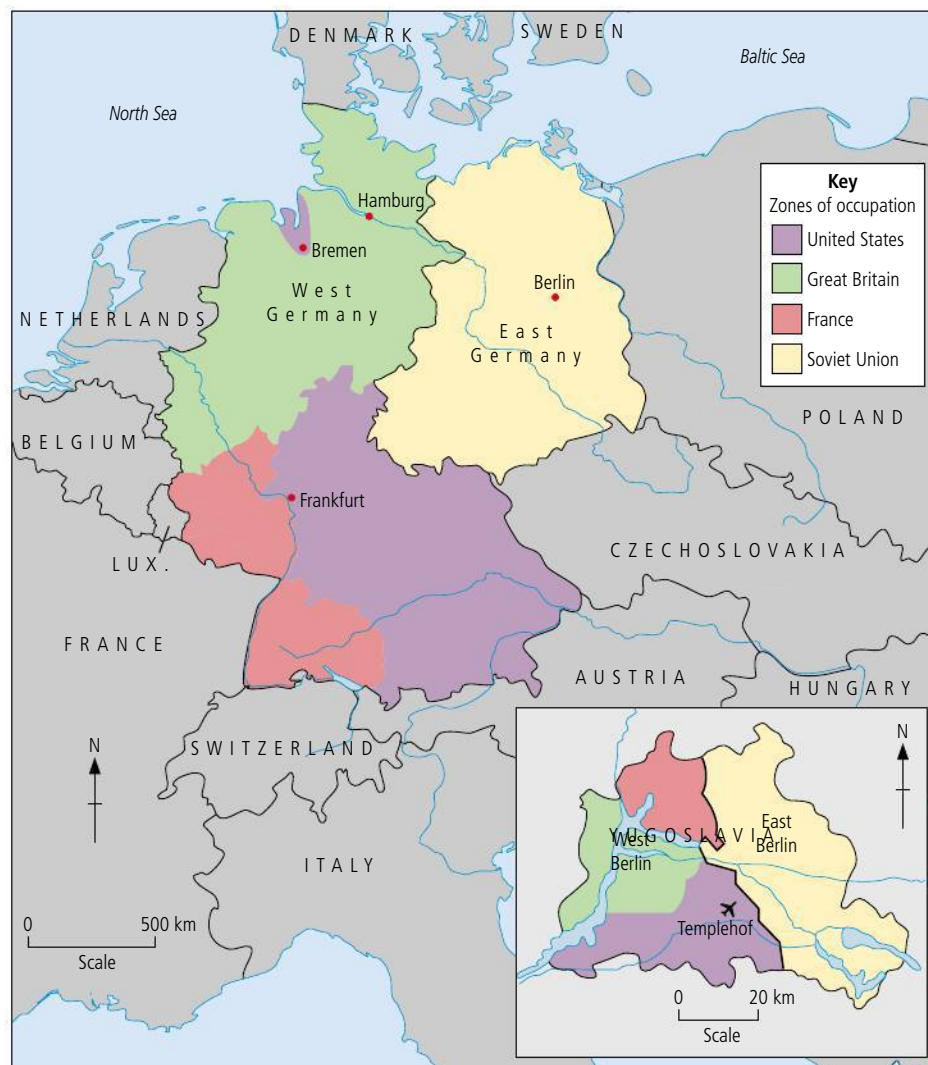 DENMARK
SWEDEN
Baltic Sea
North Sea
Key
Zones of occupation
United States
Great Britain
France
Soviet Union
Hamburg
Bremen
West
Germany
Berlin
East
Germany
NETHERLANDS
POLAND
BELGIUM
Frankfurt
LUX.
CZECHOSLOVAKIA
FRANCE
AUSTRIA
HUNGARY
SWITZERLAND
N
N
YUGOSLAVIA
West
Berlin
East
Berlin
ITALY
Templehof
0 500 km
Scale
0 20 km
Scale